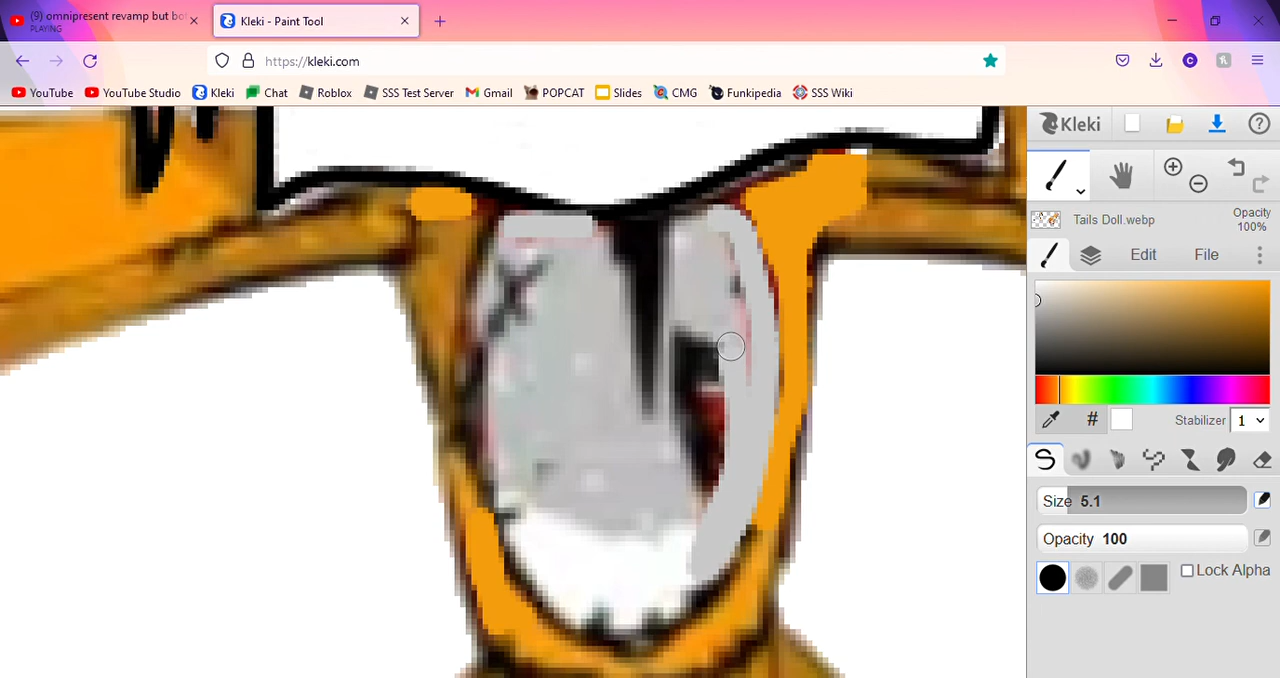 (9) omnipresent revamp but bo
PLAYING
Kleki - Paint Tool
https://kleki.com
YouTube YouTube Studio Kleki Chat Roblox SSS Test Server Gmail POPCAT Slides CMG Funkipedia SSS Wiki
Kleki
Tails Doll.webp
Opacity
100%
Edit File
# Stabilizer 1
Size 5.1
Opacity 100
Lock Alpha